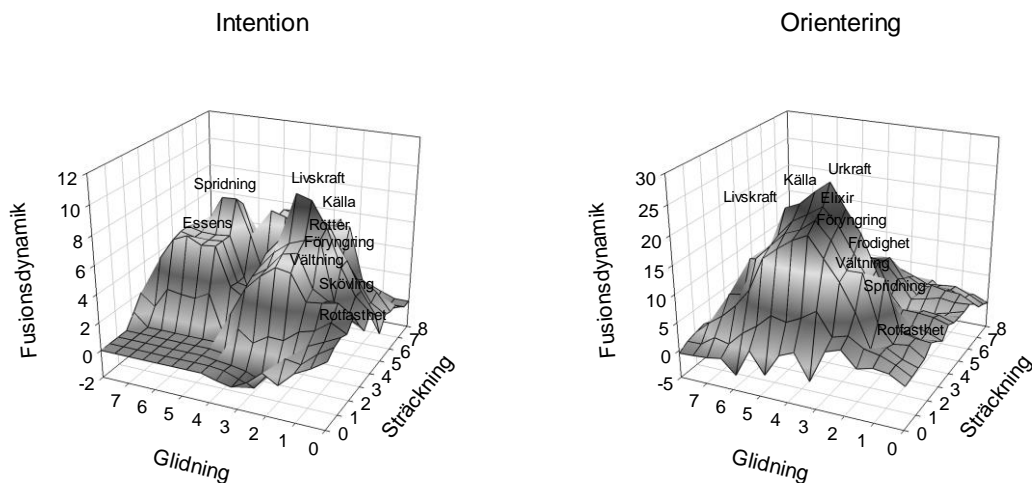 Intention
Spridning
Livskraft
Essens
Källa
Rötter
Föryngring
Vältning
Skövling
Rotfasthet
12
10
8
6
4
2
0
-2
Fusionsdynamik
7
6
5
4
3
2
1
0
Glidning
0
1
2
3
4
5
6
7
8
Sträckning
Orientering
Urkraft
Källa
Livskraft
Elixir
Föryngring
Frodighet
Vältning
Spridning
Rotfasthet
30
25
20
15
10
5
0
-5
Fusionsdynamik
7
6
5
4
3
2
1
0
Glidning
0
1
2
3
4
5
6
7
8
Sträckning